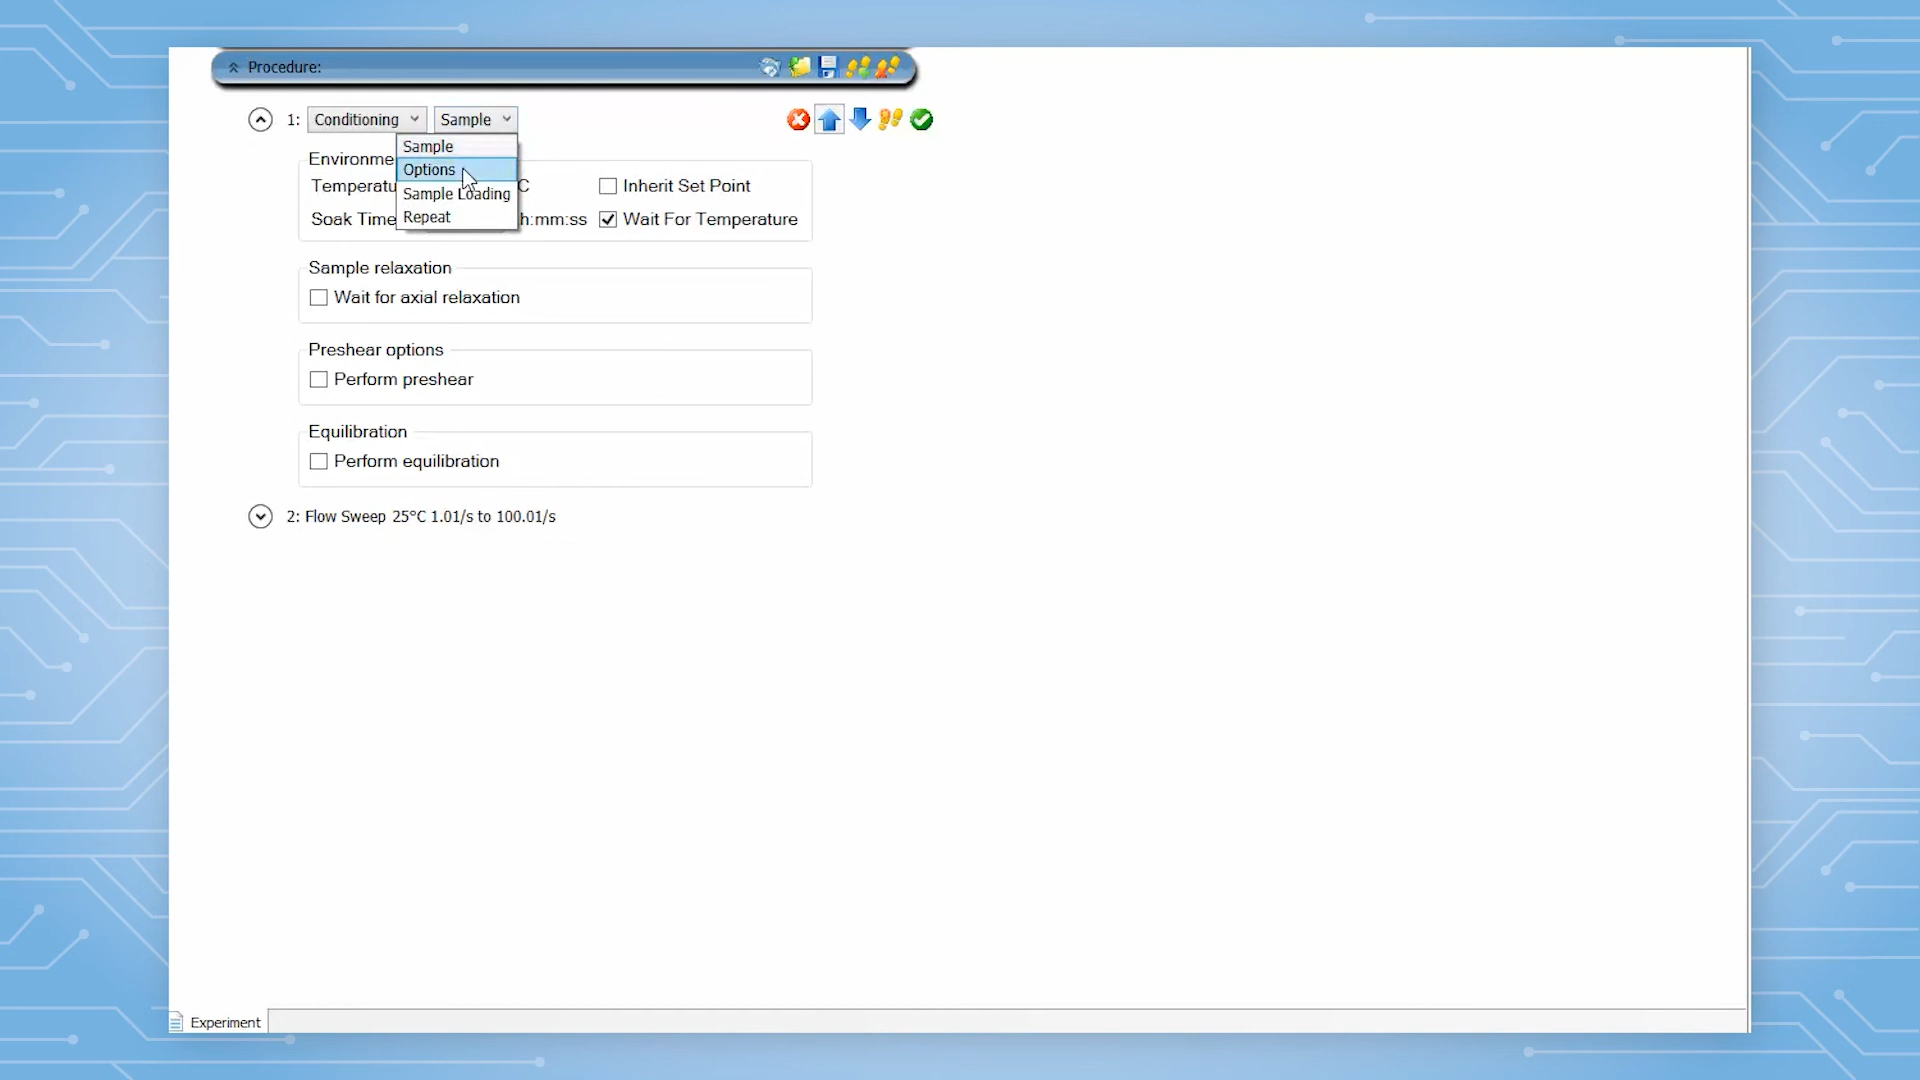 Procedure:
1: Conditioning Sample
Sample
Options
Sample Loading
Repeat
Environme
Temperatu C Inherit Set Point
Soak Time h:mm:ss Wait For Temperature
Sample relaxation
Wait for axial relaxation
Preshear options
Perform preshear
Equilibration
Perform equilibration
2: Flow Sweep 25°C 1.01/s to 100.01/s
Experiment